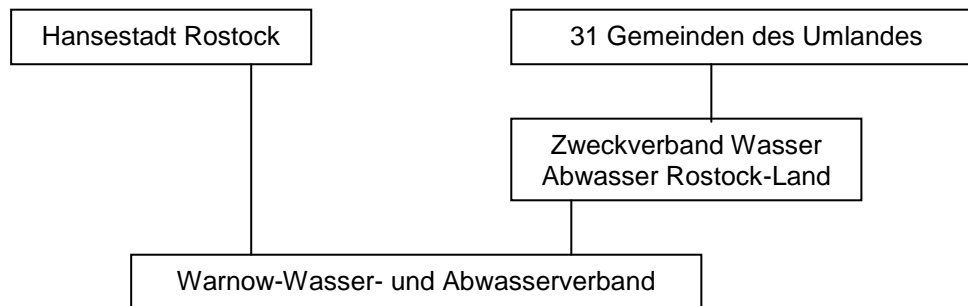 Hansestadt Rostock
31 Gemeinden des Umlandes
Zweckverband Wasser
Abwasser Rostock-Land
Warnow-Wasser- und Abwasserverband